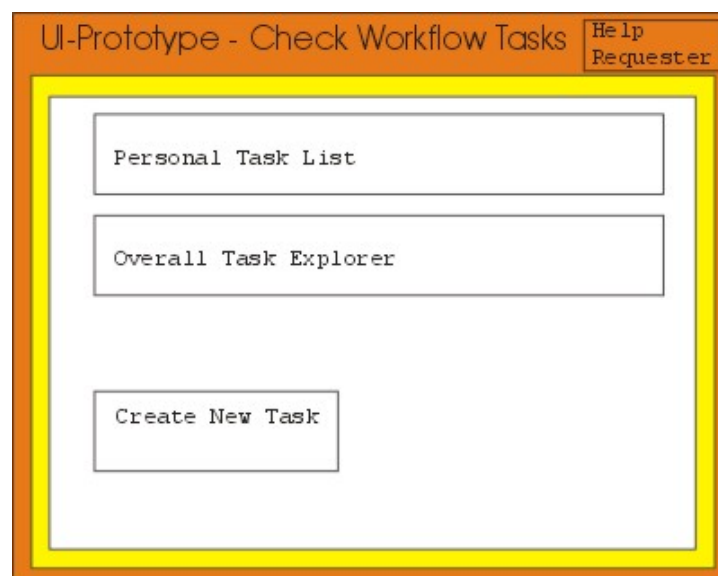 UI-Prototype - Check Workflow Tasks
Help
Requester
Personal Task List
Overall Task Explorer
Create New Task